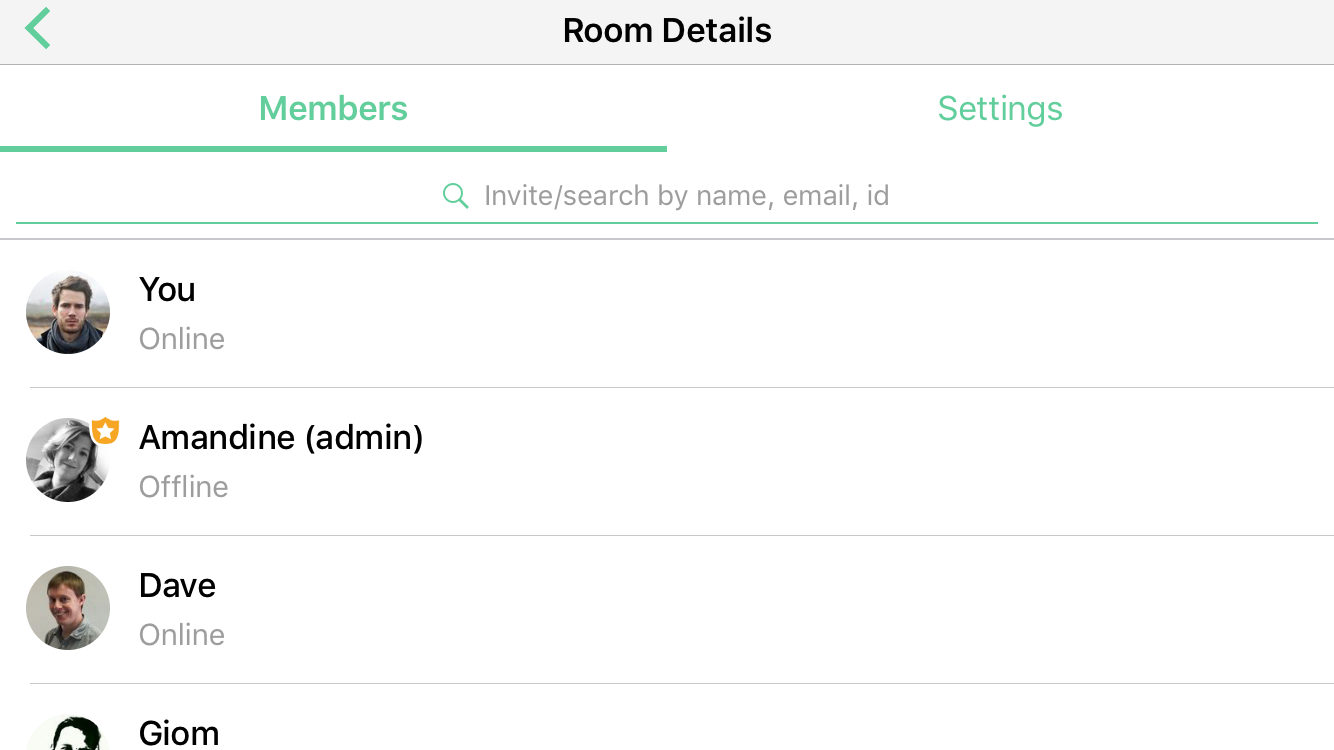 Room Details
Members
Settings
Invite/search by name, email, id
You
Online
Amandine (admin)
Offline
Dave
Online
Giom